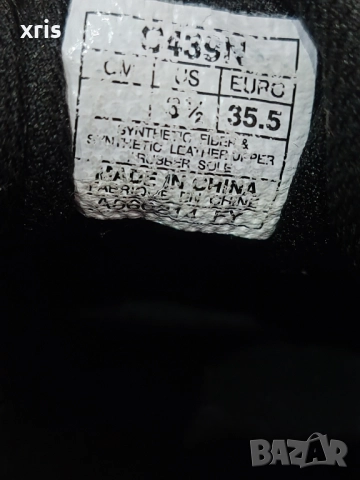 xris
G439N
CM US EURO
3½ 35.5
SYNTHETIC FIBER &
SYNTHETIC LEATHER UPPER
RUBBER SOLE
MADE IN CHINA
FABRIQUE EN CHINE
BAZAR